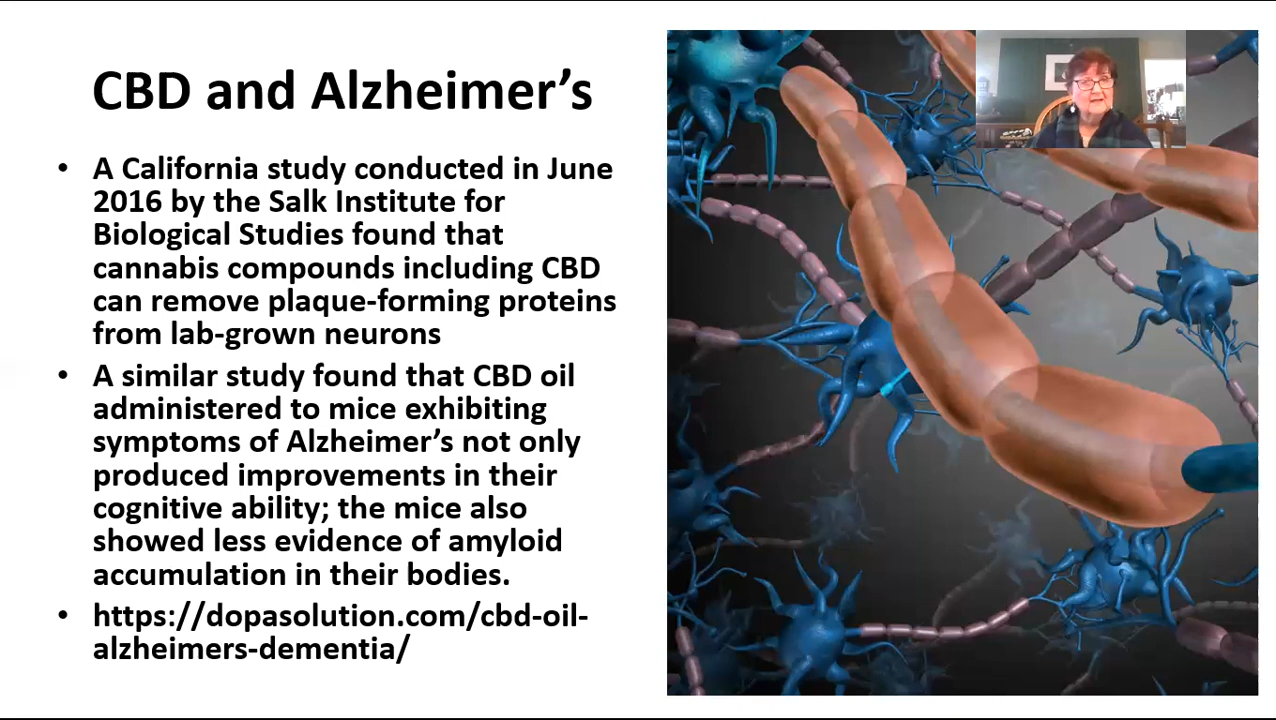 CBD and Alzheimer's
• A California study conducted in June
2016 by the Salk Institute for
Biological Studies found that
cannabis compounds including CBD
can remove plaque-forming proteins
from lab-grown neurons
• A similar study found that CBD oil
administered to mice exhibiting
symptoms of Alzheimer's not only
produced improvements in their
cognitive ability; the mice also
showed less evidence of amyloid
accumulation in their bodies.
• https://dopasolution.com/cbd-oil-
alzheimers-dementia/